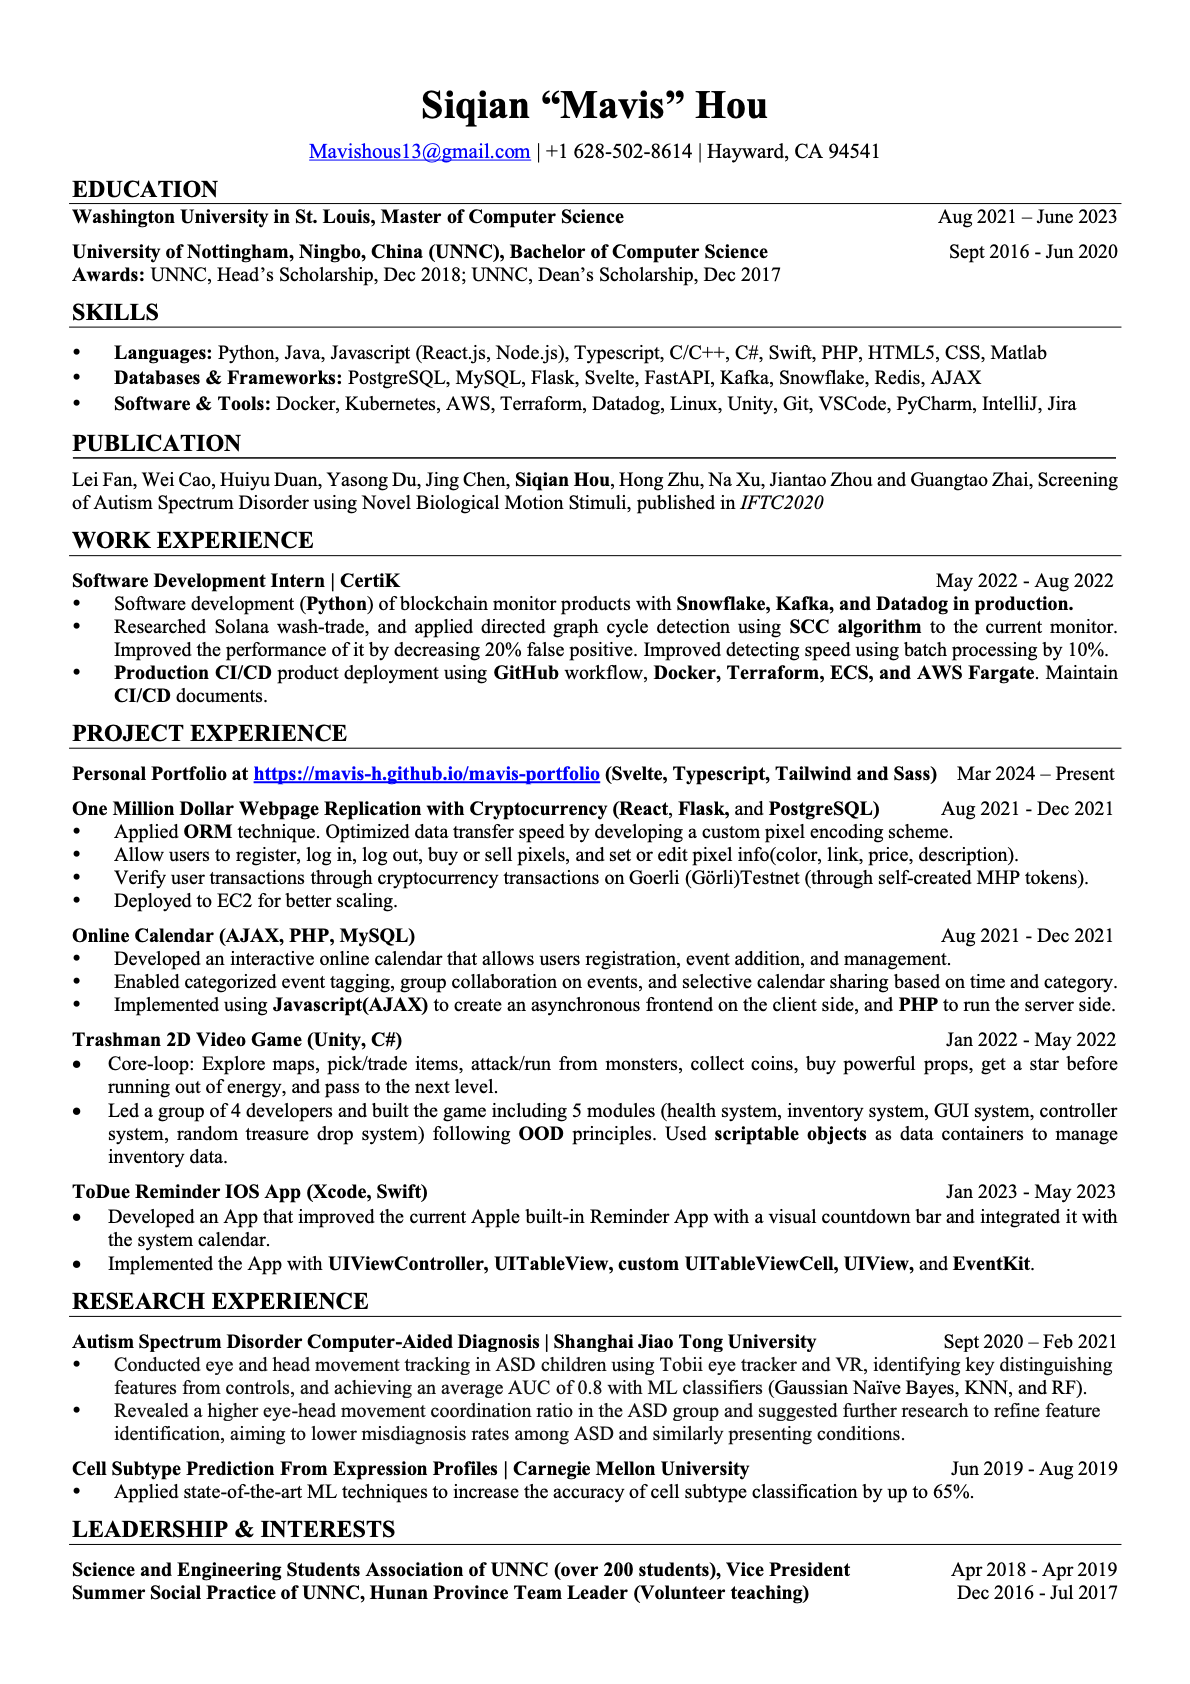 Siqian “Mavis” Hou
Mavishous13@gmail.com | +1 628-502-8614 | Hayward, CA 94541
EDUCATION
Washington University in St. Louis, Master of Computer Science Aug 2021 – June 2023
University of Nottingham, Ningbo, China (UNNC), Bachelor of Computer Science Sept 2016 - Jun 2020
Awards: UNNC, Head’s Scholarship, Dec 2018; UNNC, Dean’s Scholarship, Dec 2017
SKILLS
• Languages: Python, Java, Javascript (React.js, Node.js), Typescript, C/C++, C#, Swift, PHP, HTML5, CSS, Matlab
• Databases & Frameworks: PostgreSQL, MySQL, Flask, Svelte, FastAPI, Kafka, Snowflake, Redis, AJAX
• Software & Tools: Docker, Kubernetes, AWS, Terraform, Datadog, Linux, Unity, Git, VSCode, PyCharm, IntelliJ, Jira
PUBLICATION
Lei Fan, Wei Cao, Huiyu Duan, Yasong Du, Jing Chen, Siqian Hou, Hong Zhu, Na Xu, Jiantao Zhou and Guangtao Zhai, Screening
of Autism Spectrum Disorder using Novel Biological Motion Stimuli, published in IFTC2020
WORK EXPERIENCE
Software Development Intern | CertiK May 2022 - Aug 2022
• Software development (Python) of blockchain monitor products with Snowflake, Kafka, and Datadog in production.
• Researched Solana wash-trade, and applied directed graph cycle detection using SCC algorithm to the current monitor.
Improved the performance of it by decreasing 20% false positive. Improved detecting speed using batch processing by 10%.
• Production CI/CD product deployment using GitHub workflow, Docker, Terraform, ECS, and AWS Fargate. Maintain
CI/CD documents.
PROJECT EXPERIENCE
Personal Portfolio at https://mavis-h.github.io/mavis-portfolio (Svelte, Typescript, Tailwind and Sass) Mar 2024 – Present
One Million Dollar Webpage Replication with Cryptocurrency (React, Flask, and PostgreSQL) Aug 2021 - Dec 2021
• Applied ORM technique. Optimized data transfer speed by developing a custom pixel encoding scheme.
• Allow users to register, log in, log out, buy or sell pixels, and set or edit pixel info(color, link, price, description).
• Verify user transactions through cryptocurrency transactions on Goerli (Görli)Testnet (through self-created MHP tokens).
• Deployed to EC2 for better scaling.
Online Calendar (AJAX, PHP, MySQL) Aug 2021 - Dec 2021
• Developed an interactive online calendar that allows users registration, event addition, and management.
• Enabled categorized event tagging, group collaboration on events, and selective calendar sharing based on time and category.
• Implemented using Javascript(AJAX) to create an asynchronous frontend on the client side, and PHP to run the server side.
Trashman 2D Video Game (Unity, C#) Jan 2022 - May 2022
• Core-loop: Explore maps, pick/trade items, attack/run from monsters, collect coins, buy powerful props, get a star before
running out of energy, and pass to the next level.
• Led a group of 4 developers and built the game including 5 modules (health system, inventory system, GUI system, controller
system, random treasure drop system) following OOD principles. Used scriptable objects as data containers to manage
inventory data.
ToDue Reminder IOS App (Xcode, Swift) Jan 2023 - May 2023
• Developed an App that improved the current Apple built-in Reminder App with a visual countdown bar and integrated it with
the system calendar.
• Implemented the App with UIViewController, UITableView, custom UITableViewCell, UIView, and EventKit.
RESEARCH EXPERIENCE
Autism Spectrum Disorder Computer-Aided Diagnosis | Shanghai Jiao Tong University Sept 2020 – Feb 2021
• Conducted eye and head movement tracking in ASD children using Tobii eye tracker and VR, identifying key distinguishing
features from controls, and achieving an average AUC of 0.8 with ML classifiers (Gaussian Naïve Bayes, KNN, and RF).
• Revealed a higher eye-head movement coordination ratio in the ASD group and suggested further research to refine feature
identification, aiming to lower misdiagnosis rates among ASD and similarly presenting conditions.
Cell Subtype Prediction From Expression Profiles | Carnegie Mellon University Jun 2019 - Aug 2019
• Applied state-of-the-art ML techniques to increase the accuracy of cell subtype classification by up to 65%.
LEADERSHIP & INTERESTS
Science and Engineering Students Association of UNNC (over 200 students), Vice President Apr 2018 - Apr 2019
Summer Social Practice of UNNC, Hunan Province Team Leader (Volunteer teaching) Dec 2016 - Jul 2017